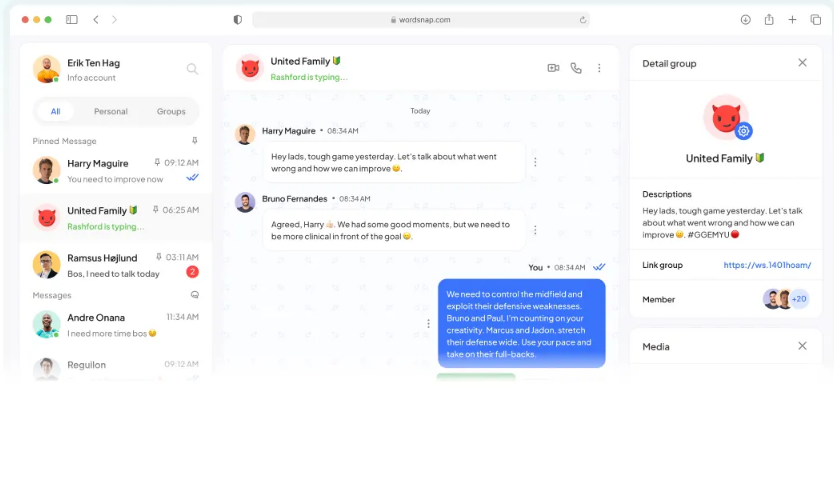 wordsnap.com
Erik Ten Hag
Info account
All Personal Groups
Pinned Message
Harry Maguire 09:12 AM
You need to improve now
United Family 06:25 AM
Rashford is typing...
Ramsus Højlund 03:11 AM
Bos, I need to talk today 2
Messages
Andre Onana 11:34 AM
I need more time bos
Reguilon 09:12 AM
United Family
Rashford is typing...
Today
Harry Maguire • 08:34 AM
Hey lads, tough game yesterday. Let's talk about what went
wrong and how we can improve 😊.
Bruno Fernandes • 08:34 AM
Agreed, Harry 👍🏻. We had some good moments, but we need to
be more clinical in front of the goal 😊.
You • 08:34 AM
We need to control the midfield and
exploit their defensive weaknesses.
Bruno and Paul, I'm counting on your
creativity. Marcus and Jadon, stretch
their defense wide. Use your pace and
take on their full-backs.
Detail group
United Family
Descriptions
Hey lads, tough game yesterday. Let's talk
about what went wrong and how we can
improve 😊. #GGEMYU
Link group https://ws.1401hoam/
Member +20
Media